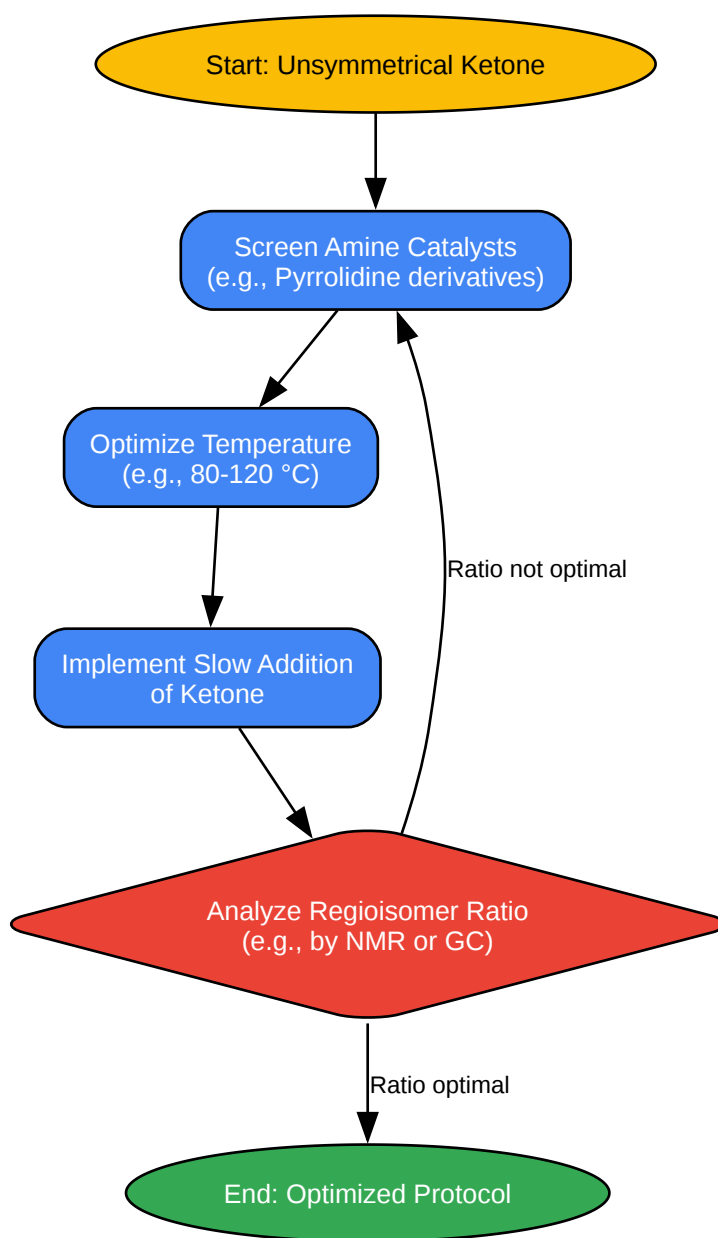 Start: Unsymmetrical Ketone
Screen Amine Catalysts
(e.g., Pyrrolidine derivatives)
Optimize Temperature
(e.g., 80-120 °C)
Ratio not optimal
Implement Slow Addition
of Ketone
Analyze Regioisomer Ratio
(e.g., by NMR or GC)
Ratio optimal
End: Optimized Protocol